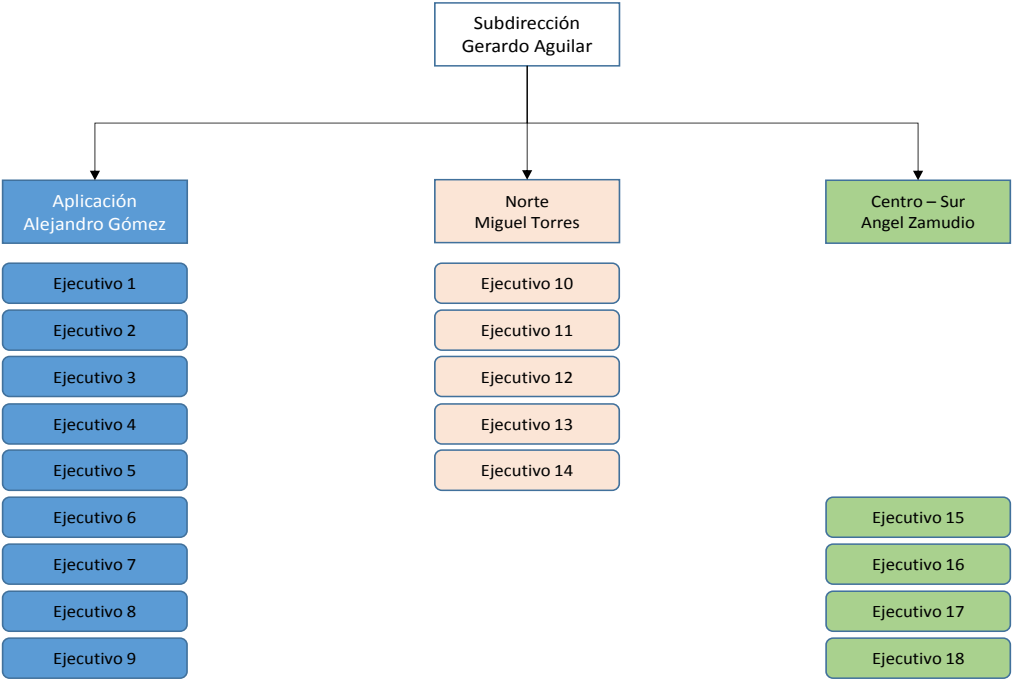 Subdirección
Gerardo Aguilar
Aplicación
Alejandro Gómez
Norte
Miguel Torres
Centro – Sur
Angel Zamudio
Ejecutivo 1
Ejecutivo 2
Ejecutivo 3
Ejecutivo 4
Ejecutivo 5
Ejecutivo 6
Ejecutivo 7
Ejecutivo 8
Ejecutivo 9
Ejecutivo 10
Ejecutivo 11
Ejecutivo 12
Ejecutivo 13
Ejecutivo 14
Ejecutivo 15
Ejecutivo 16
Ejecutivo 17
Ejecutivo 18